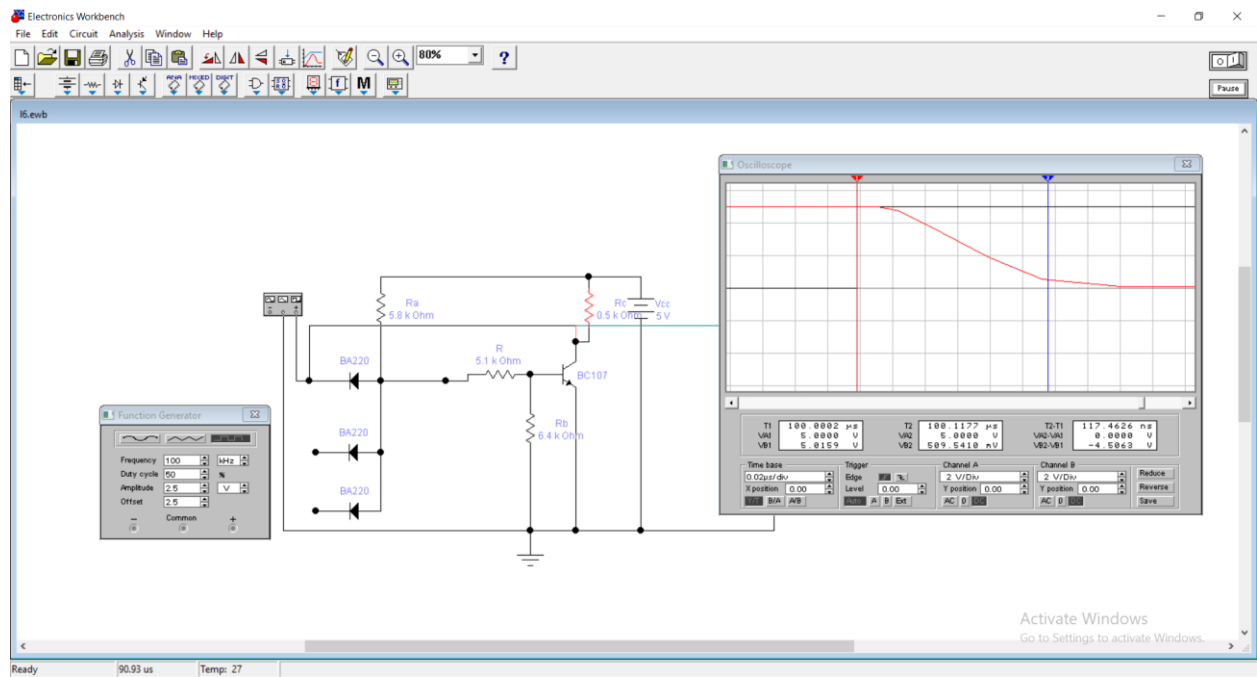 Electronics Workbench
File Edit Circuit Analysis Window Help
80%
?
ANA MIXED DIGIT
M
Pause
I6.ewb
Oscilloscope
1 2
Ra
5.8 k Ohm
Rc
0.5 k Ohm
Vcc
5 V
R
5.1 k Ohm
BA220
BC107
Rb
6.4 k Ohm
BA220
BA220
Function Generator
Frequency 100 kHz
Duty cycle 50 %
Amplitude 2.5 V
Offset 2.5
− Common +
T1 100.0002 µs T2 100.1177 µs T2-T1 117.4626 ns
VA1 5.0000 V VA2 5.0000 V VA2-VA1 0.0000 V
VB1 5.0159 V VB2 509.5410 mV VB2-VB1 -4.5063 V
Time base Trigger Channel A Channel B Reduce
0.02µs/div Edge 2 V/Div 2 V/Div Reverse
X position 0.00 Level 0.00 Y position 0.00 Y position 0.00 Save
Y/T B/A A/B Auto A B Ext AC 0 DC AC 0 DC
Activate Windows
Go to Settings to activate Windows.
Ready 90.93 us Temp: 27